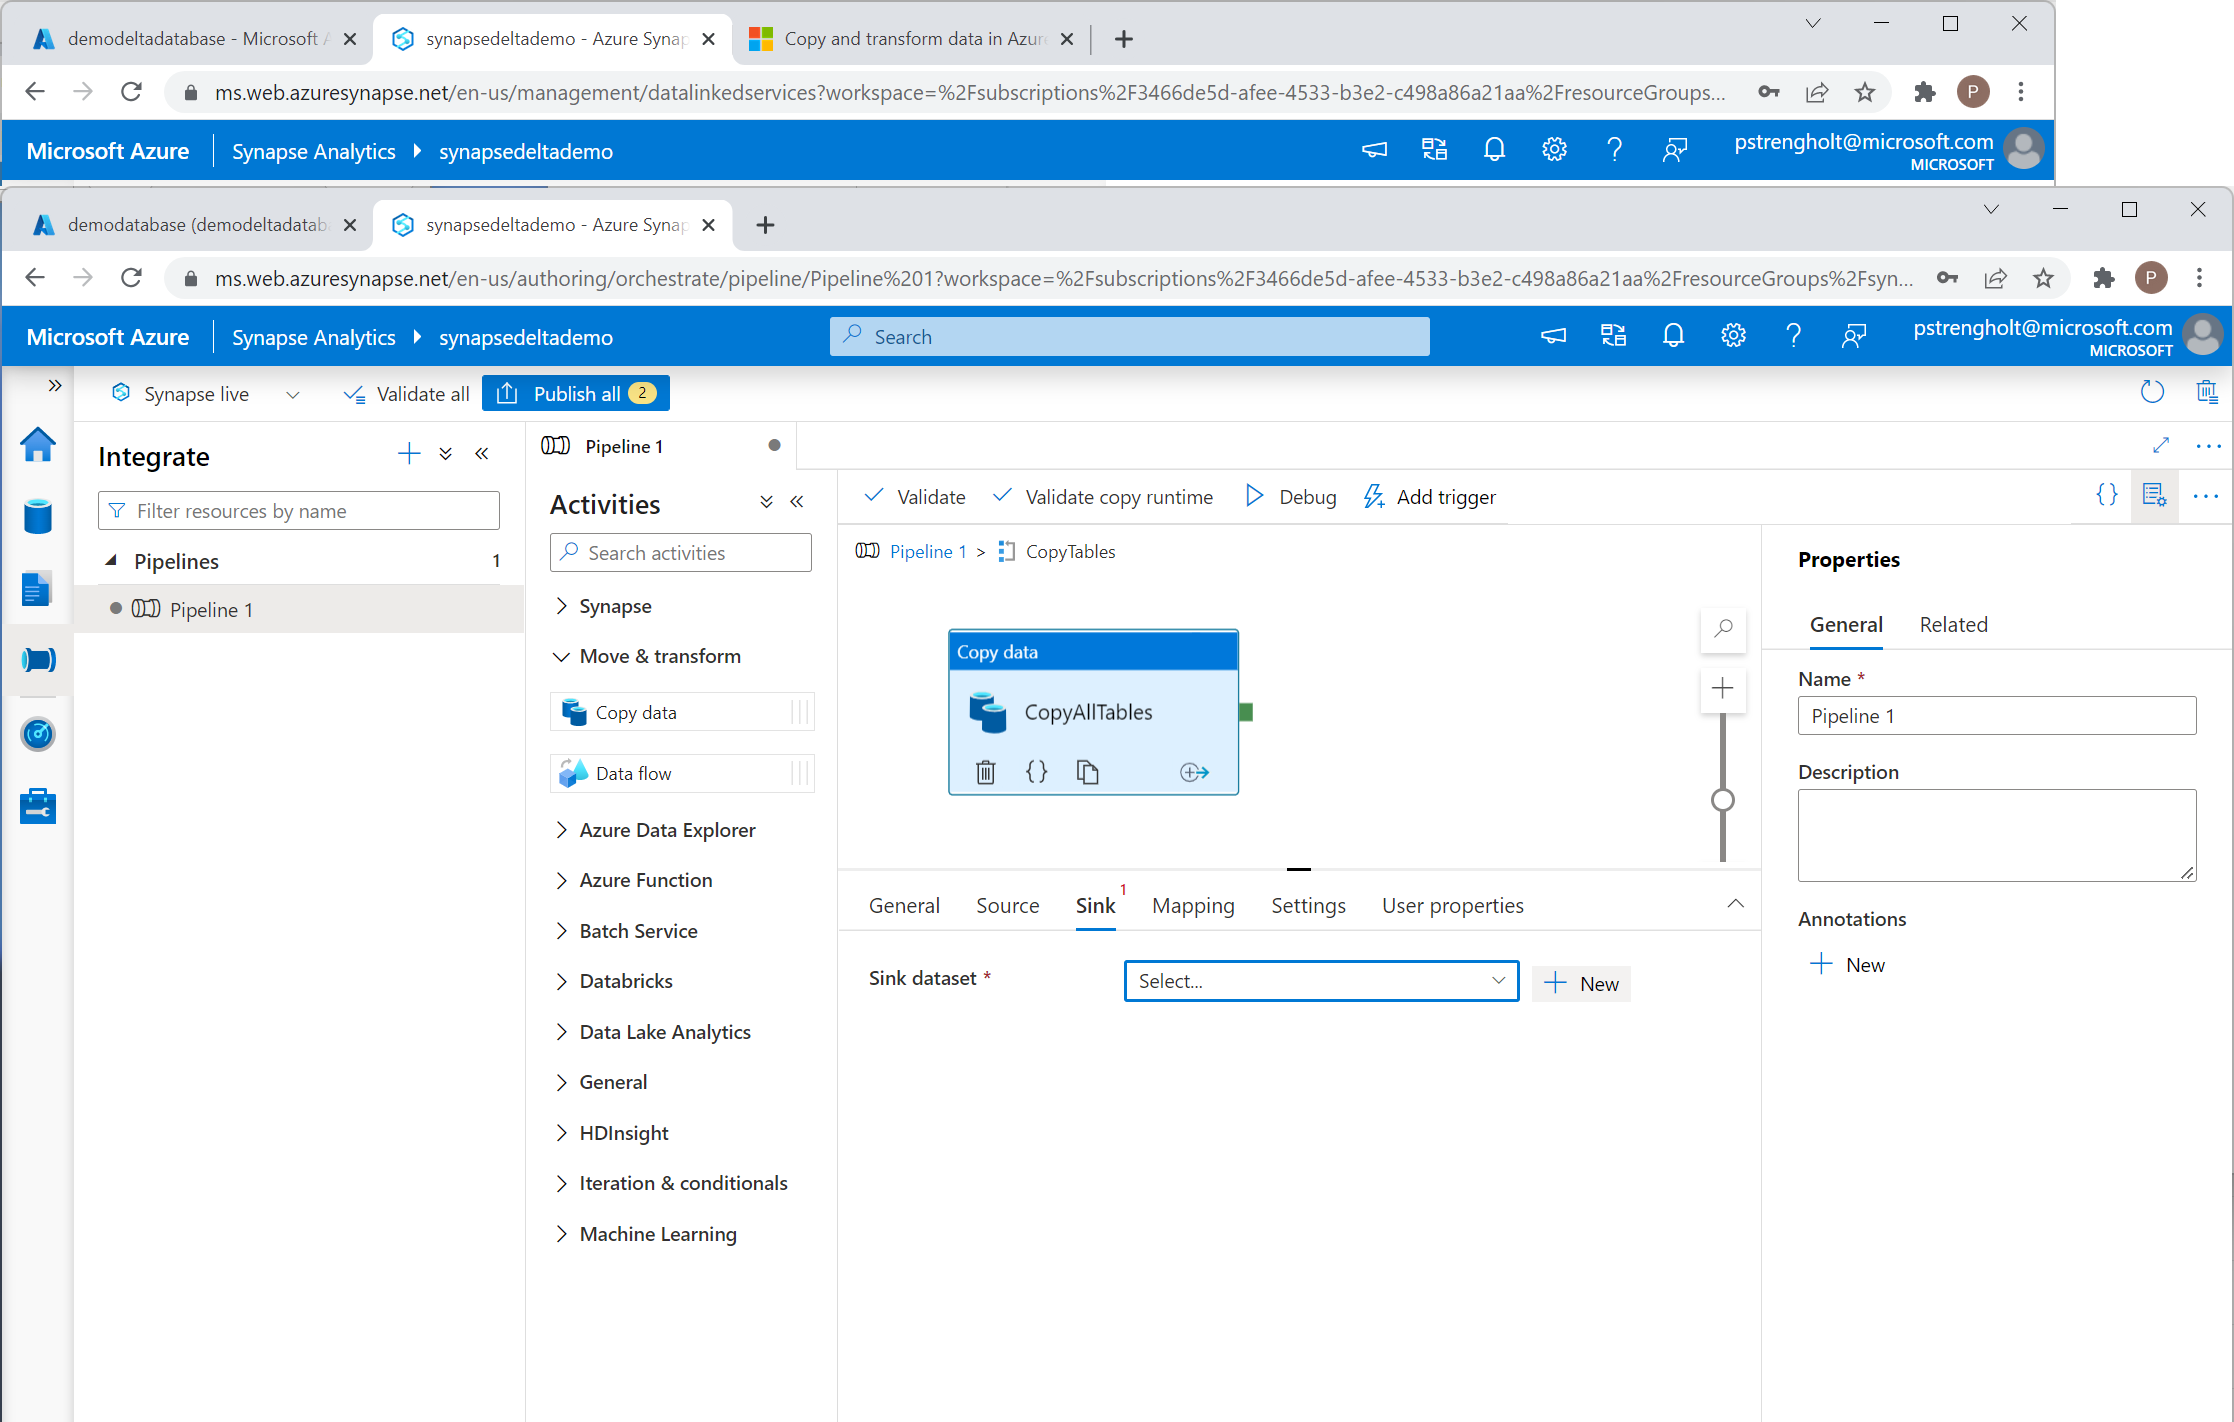 demodeltadatabase - Microsoft A
synapsedeltademo - Azure Synap
Copy and transform data in Azur
ms.web.azuresynapse.net/en-us/management/datalinkedservices?workspace=%2Fsubscriptions%2F3466de5d-afee-4533-b3e2-c498a86a21aa%2FresourceGroups...
P
Microsoft Azure
Synapse Analytics
synapsedeltademo
pstrengholt@microsoft.com
MICROSOFT
demodatabase (demodeltadatab
synapsedeltademo - Azure Synap
ms.web.azuresynapse.net/en-us/authoring/orchestrate/pipeline/Pipeline%201?workspace=%2Fsubscriptions%2F3466de5d-afee-4533-b3e2-c498a86a21aa%2FresourceGroups%2Fsyn...
P
Microsoft Azure
Synapse Analytics
synapsedeltademo
Search
pstrengholt@microsoft.com
MICROSOFT
Synapse live
Validate all
Publish all 2
Integrate
Filter resources by name
Pipelines 1
Pipeline 1
Pipeline 1
Activities
Search activities
Synapse
Move & transform
Copy data
Data flow
Azure Data Explorer
Azure Function
Batch Service
Databricks
Data Lake Analytics
General
HDInsight
Iteration & conditionals
Machine Learning
Validate
Validate copy runtime
Debug
Add trigger
Pipeline 1 > CopyTables
Copy data
CopyAllTables
General
Source
Sink 1
Mapping
Settings
User properties
Sink dataset *
Select...
New
Properties
General
Related
Name *
Pipeline 1
Description
Annotations
New